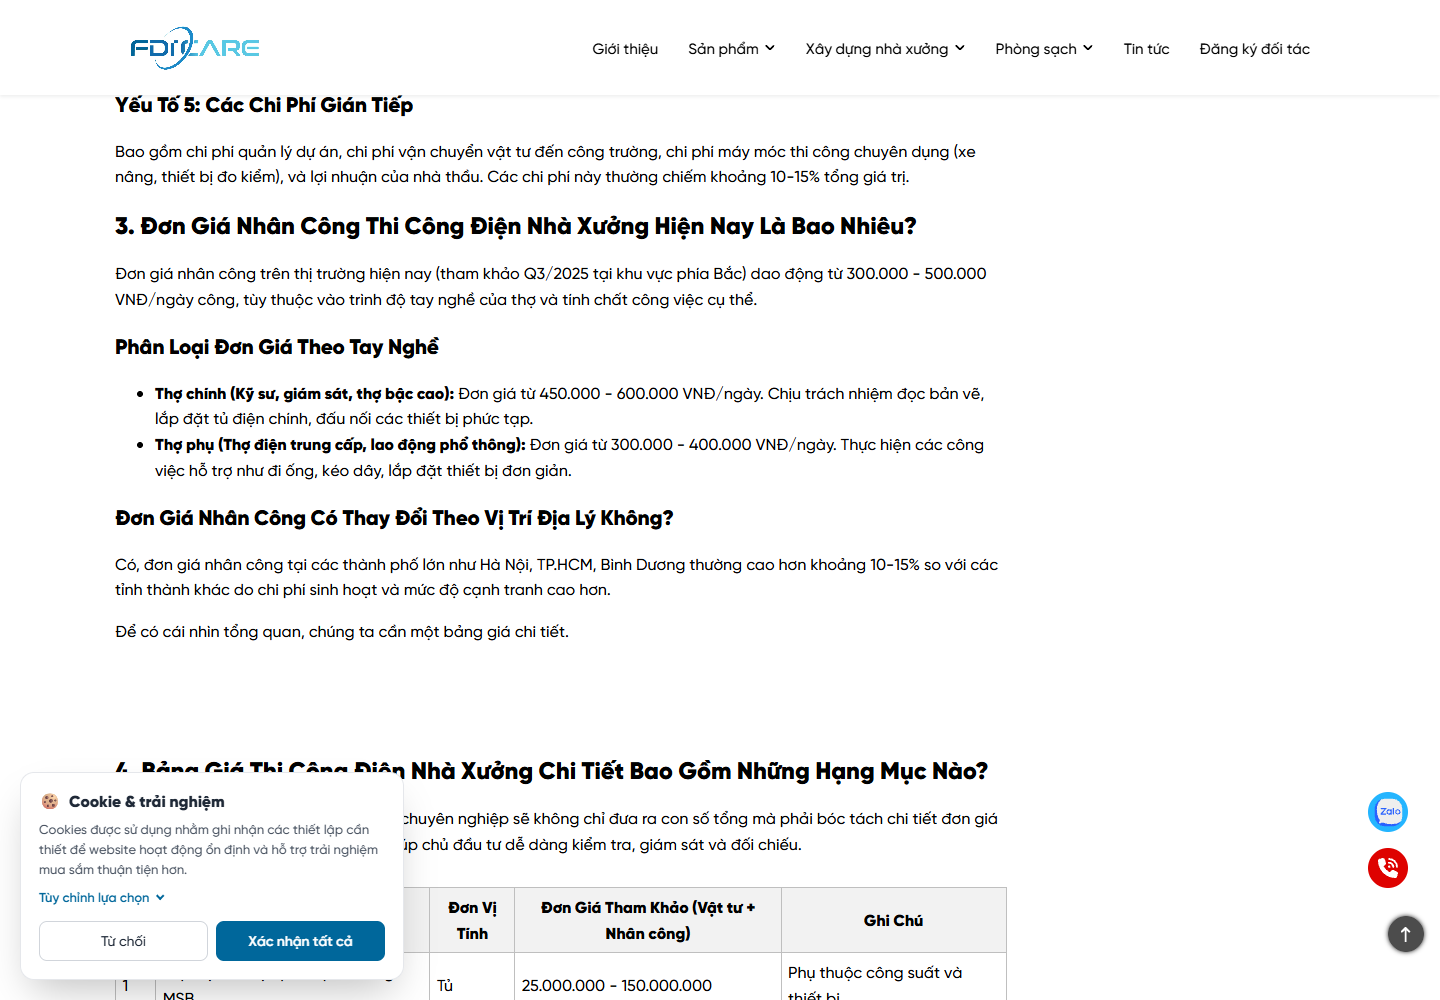 FDI CARE
Giới thiệu
Sản phẩm
Xây dựng nhà xưởng
Phòng sạch
Tin tức
Đăng ký đối tác
Yếu Tố 5: Các Chi Phí Gián Tiếp
Bao gồm chi phí quản lý dự án, chi phí vận chuyển vật tư đến công trường, chi phí máy móc thi công chuyên dụng (xe
nâng, thiết bị đo kiểm), và lợi nhuận của nhà thầu. Các chi phí này thường chiếm khoảng 10-15% tổng giá trị.
3. Đơn Giá Nhân Công Thi Công Điện Nhà Xưởng Hiện Nay Là Bao Nhiêu?
Đơn giá nhân công trên thị trường hiện nay (tham khảo Q3/2025 tại khu vực phía Bắc) dao động từ 300.000 - 500.000
VNĐ/ngày công, tùy thuộc vào trình độ tay nghề của thợ và tính chất công việc cụ thể.
Phân Loại Đơn Giá Theo Tay Nghề
Thợ chính (Kỹ sư, giám sát, thợ bậc cao): Đơn giá từ 450.000 - 600.000 VNĐ/ngày. Chịu trách nhiệm đọc bản vẽ,
lắp đặt tủ điện chính, đấu nối các thiết bị phức tạp.
Thợ phụ (Thợ điện trung cấp, lao động phổ thông): Đơn giá từ 300.000 - 400.000 VNĐ/ngày. Thực hiện các công
việc hỗ trợ như đi ống, kéo dây, lắp đặt thiết bị đơn giản.
Đơn Giá Nhân Công Có Thay Đổi Theo Vị Trí Địa Lý Không?
Có, đơn giá nhân công tại các thành phố lớn như Hà Nội, TP.HCM, Bình Dương thường cao hơn khoảng 10-15% so với các
tỉnh thành khác do chi phí sinh hoạt và mức độ cạnh tranh cao hơn.
Để có cái nhìn tổng quan, chúng ta cần một bảng giá chi tiết.
4. Bảng Giá Thi Công Điện Nhà Xưởng Chi Tiết Bao Gồm Những Hạng Mục Nào?
chuyên nghiệp sẽ không chỉ đưa ra con số tổng mà phải bóc tách chi tiết đơn giá
chủ đầu tư dễ dàng kiểm tra, giám sát và đối chiếu.
Đơn Vị
Tính
Đơn Giá Tham Khảo (Vật tư +
Nhân công)
Ghi Chú
1
MSB
Tủ
25.000.000 - 150.000.000
Phụ thuộc công suất và
thiết bị
Cookie & trải nghiệm
Cookies được sử dụng nhằm ghi nhận các thiết lập cần
thiết để website hoạt động ổn định và hỗ trợ trải nghiệm
mua sắm thuận tiện hơn.
Tùy chỉnh lựa chọn
Từ chối
Xác nhận tất cả
Zalo